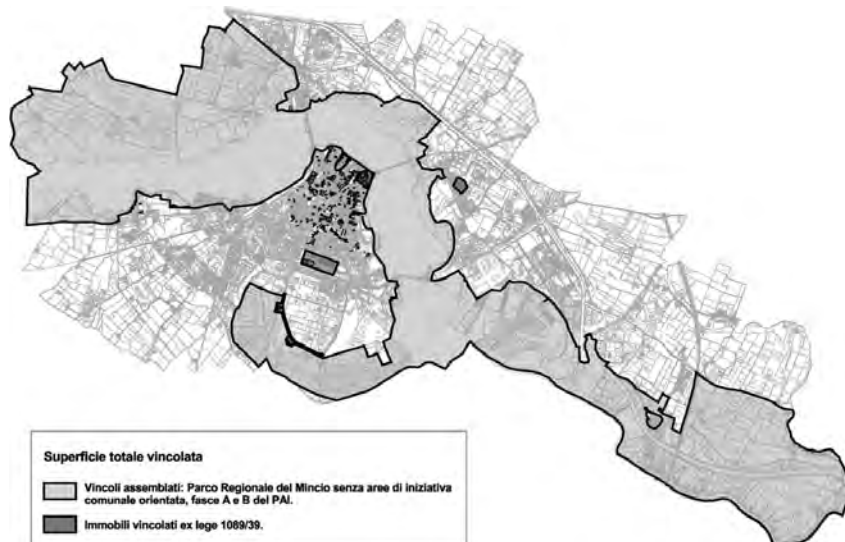 Superficie totale vincolata
Vincoli assemblati: Parco Regionale del Mincio senza aree di iniziativa
comunale orientata, fasce A e B del PAI.
Immobili vincolati ex lege 1089/39.